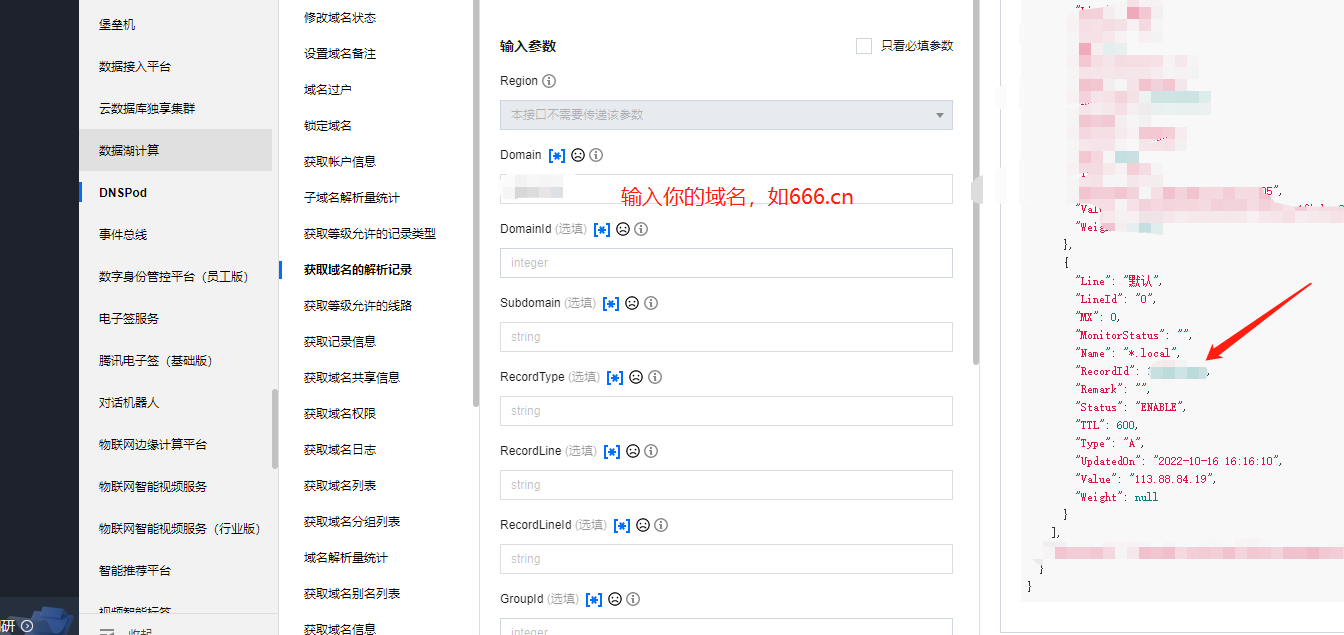 堡垒机
数据接入平台
云数据库独享集群
数据湖计算
DNSPod
事件总线
数字身份管控平台（员工版）
电子签服务
腾讯电子签（基础版）
对话机器人
物联网边缘计算平台
物联网智能视频服务
物联网智能视频服务（行业版）
智能推荐平台
视频智能标签
收起
研
修改域名状态
设置域名备注
域名过户
锁定域名
获取帐户信息
子域名解析量统计
获取等级允许的记录类型
获取域名的解析记录
获取等级允许的线路
获取记录信息
获取域名共享信息
获取域名权限
获取域名日志
获取域名列表
获取域名分组列表
域名解析量统计
获取域名别名列表
获取域名信息
输入参数
只看必填参数
Region
本接口不需要传递该参数
Domain [*]
输入你的域名，如666.cn
DomainId (选填) [*]
integer
Subdomain (选填) [*]
string
RecordType (选填) [*]
string
RecordLine (选填) [*]
string
RecordLineId (选填) [*]
string
GroupId (选填) [*]
integer
},
{
"Line": "默认",
"LineId": "0",
"MX": 0,
"MonitorStatus": "",
"Name": "*.local",
"RecordId":
"Remark": "",
"Status": "ENABLE",
"TTL": 600,
"Type": "A",
"UpdatedOn": "2022-10-16 16:16:10",
"Value": "113.88.84.19",
"Weight": null
}
],
}
}